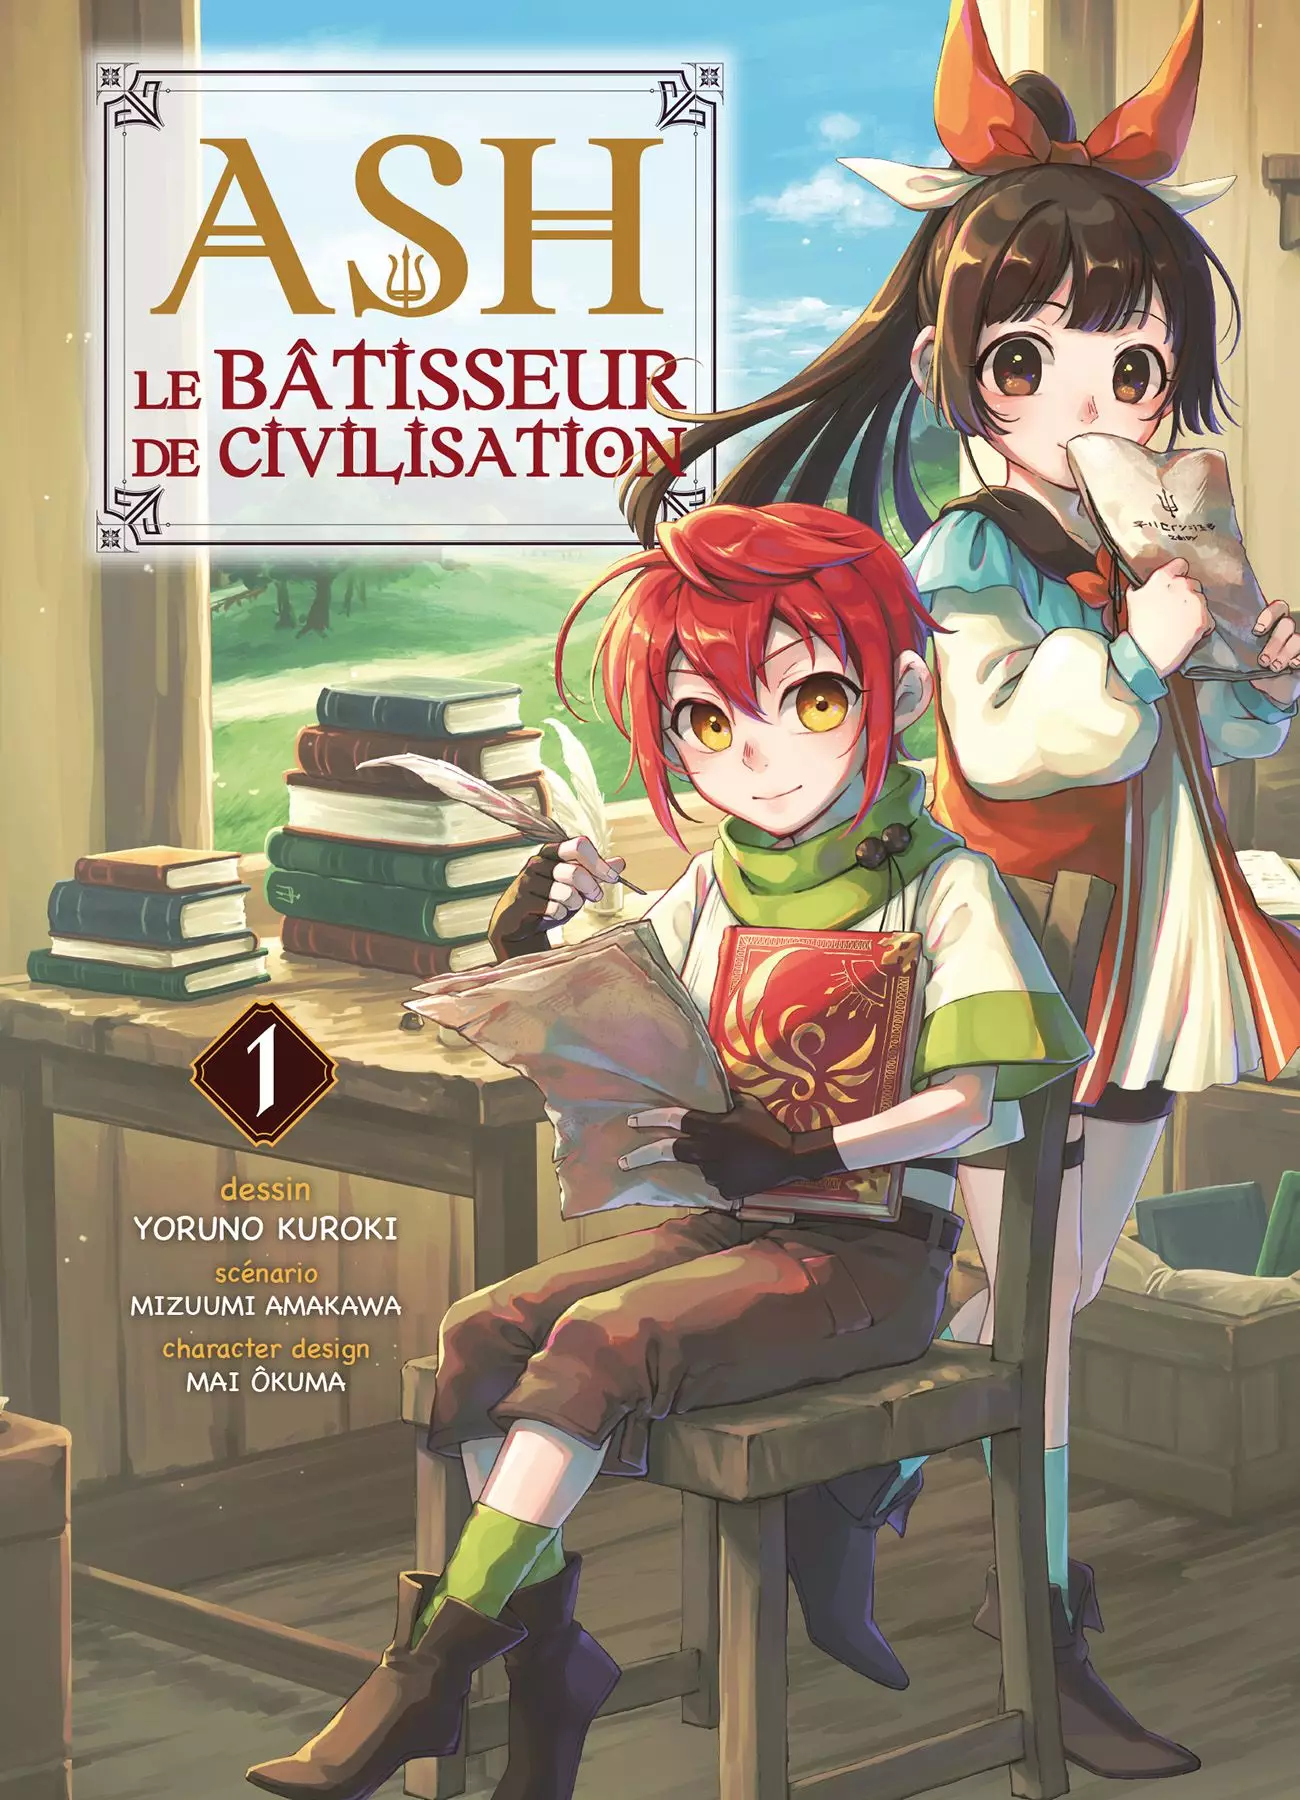 ASH
LE BÂTISSEUR
DE CIVILISATION
1
dessin
YORUNO KUROKI
scénario
MIZUUMI AMAKAWA
character design
MAI ÔKUMA